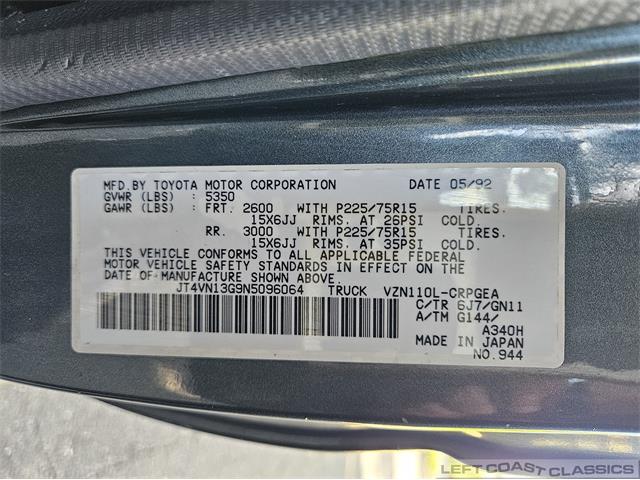 MFD. BY TOYOTA MOTOR CORPORATION DATE 05/92
GVWR (LBS) : 5350
GAWR (LBS) : FRT. 2600 WITH P225/75R15 TIRES.
15X6JJ RIMS. AT 26PSI COLD.
RR. 3000 WITH P225/75R15 TIRES.
15X6JJ RIMS. AT 35PSI COLD.
THIS VEHICLE CONFORMS TO ALL APPLICABLE FEDERAL
MOTOR VEHICLE SAFETY STANDARDS IN EFFECT ON THE
DATE OF MANUFACTURE SHOWN ABOVE.
JT4VN13G9N5096064 TRUCK VZN110L-CRPGEA
C/TR 6J7/GN11
A/TM G144/
A340H
MADE IN JAPAN
NO.944
LEFT COAST CLASSICS